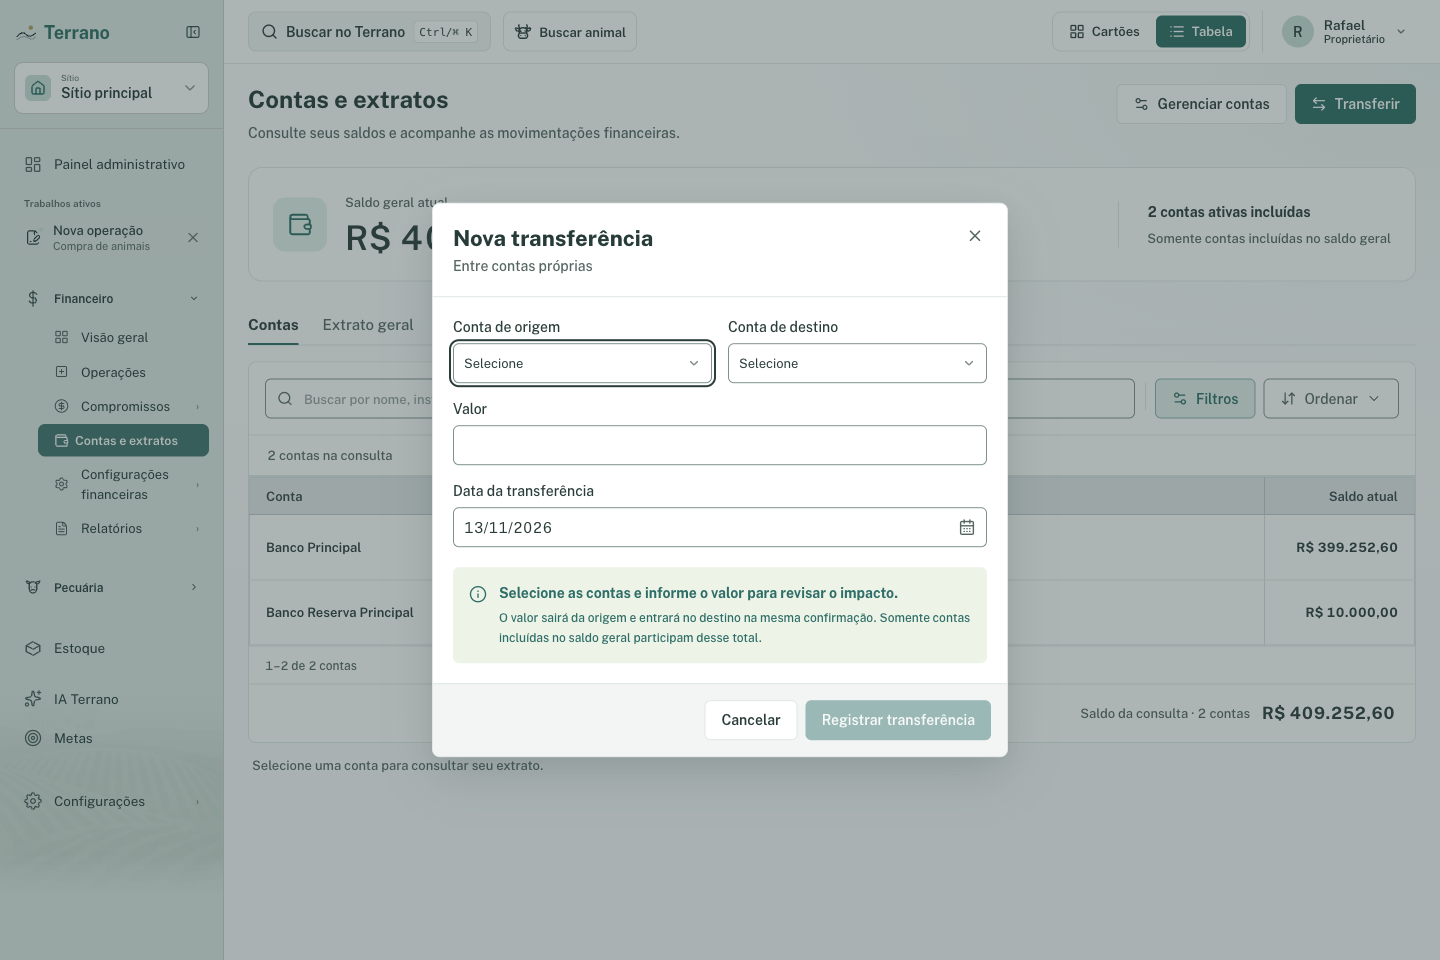 Terrano
Sítio
Sítio principal
Painel administrativo
Trabalhos ativos
Nova operação
Compra de animais
Financeiro
Visão geral
Operações
Compromissos
Contas e extratos
Configurações
financeiras
Relatórios
Pecuária
Estoque
IA Terrano
Metas
Configurações
Buscar no Terrano
Ctrl/⌘ K
Buscar animal
Cartões
Tabela
R
Rafael
Proprietário
Contas e extratos
Consulte seus saldos e acompanhe as movimentações financeiras.
Gerenciar contas
Transferir
Saldo geral atual
R$ 40
2 contas ativas incluídas
Somente contas incluídas no saldo geral
Contas
Extrato geral
Buscar por nome, ins
Filtros
Ordenar
2 contas na consulta
Conta
Saldo atual
Banco Principal
R$ 399.252,60
Banco Reserva Principal
R$ 10.000,00
1–2 de 2 contas
Saldo da consulta · 2 contas
R$ 409.252,60
Selecione uma conta para consultar seu extrato.
Nova transferência
Entre contas próprias
Conta de origem
Selecione
Conta de destino
Selecione
Valor
Data da transferência
13/11/2026
Selecione as contas e informe o valor para revisar o impacto.
O valor sairá da origem e entrará no destino na mesma confirmação. Somente contas
incluídas no saldo geral participam desse total.
Cancelar
Registrar transferência